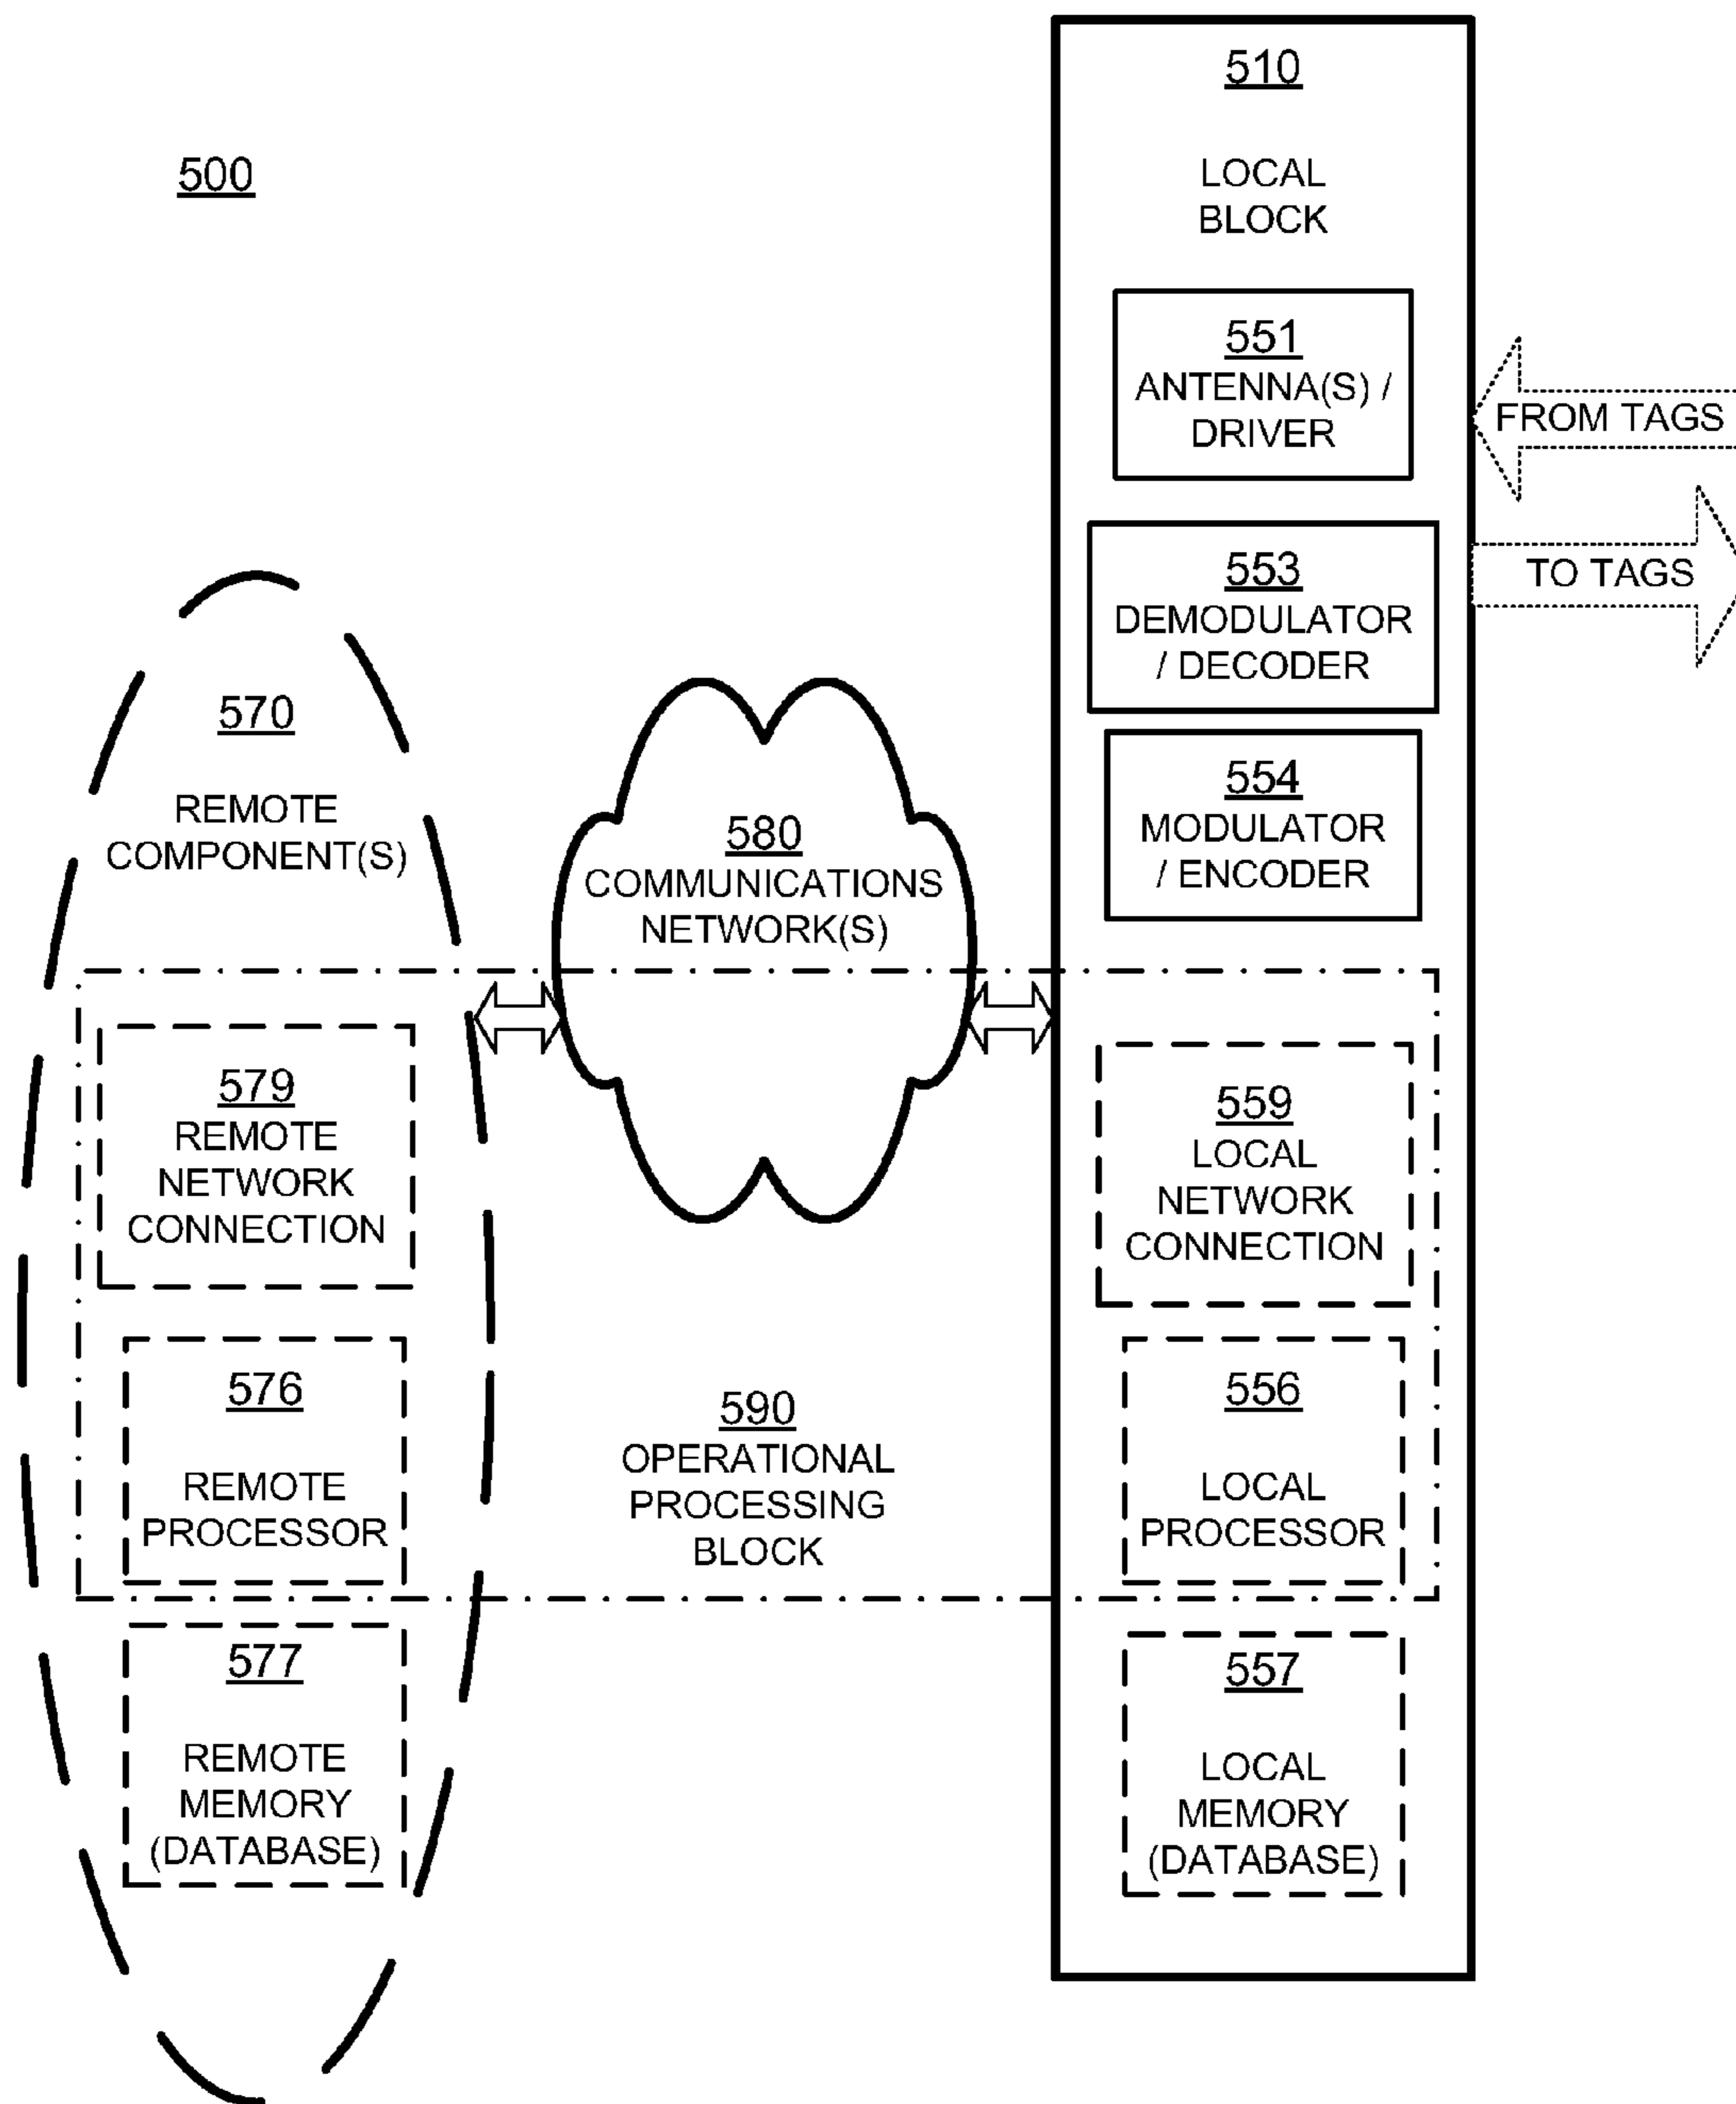 500
510
LOCAL
BLOCK
551
ANTENNA(S) /
DRIVER
FROM TAGS
TO TAGS
553
DEMODULATOR
/ DECODER
554
MODULATOR
/ ENCODER
570
REMOTE
COMPONENT(S)
580
COMMUNICATIONS
NETWORK(S)
579
REMOTE
NETWORK
CONNECTION
559
LOCAL
NETWORK
CONNECTION
576
REMOTE
PROCESSOR
590
OPERATIONAL
PROCESSING
BLOCK
556
LOCAL
PROCESSOR
577
REMOTE
MEMORY
(DATABASE)
557
LOCAL
MEMORY
(DATABASE)